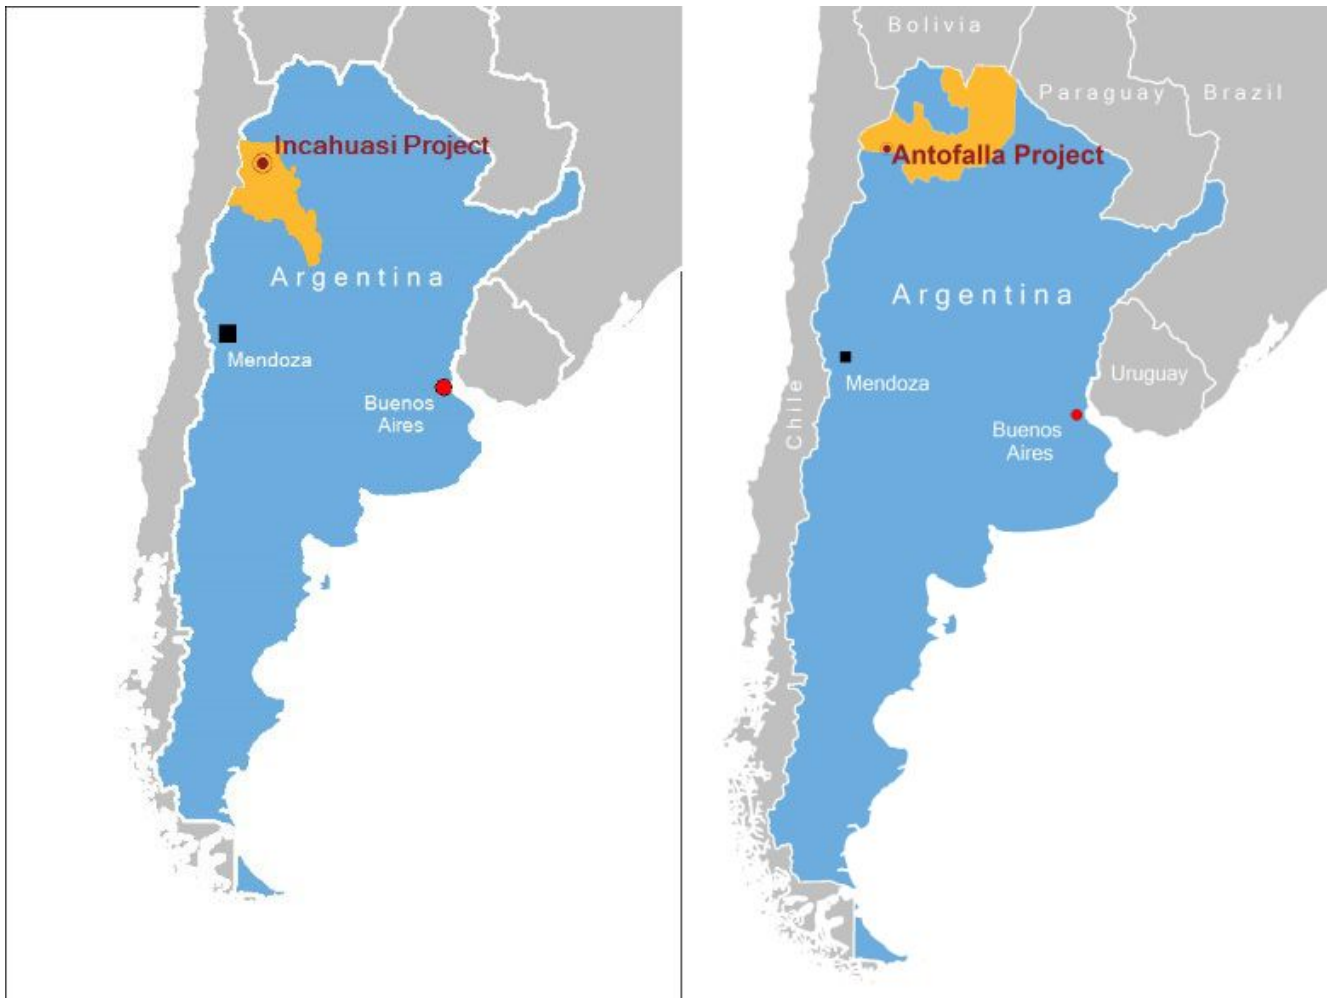 Incahuasi Project
Argentina
Mendoza
Buenos
Aires
Bolivia
Paraguay
Brazil
Antofalla Project
Argentina
Uruguay
Mendoza
Chile
Buenos
Aires